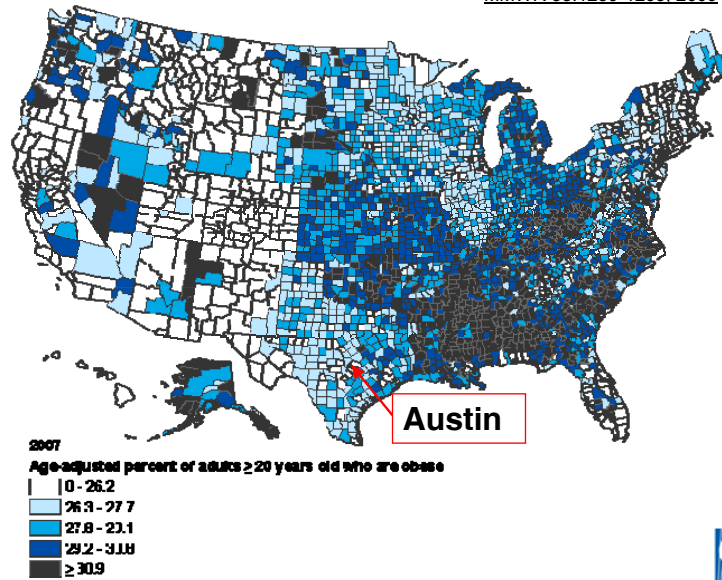 Austin
2007
Age-adjusted percent of adults ≥ 20 years old who are obese
0 - 26.2
26.3 - 27.7
27.8 - 29.1
29.2 - 30.8
≥ 30.9